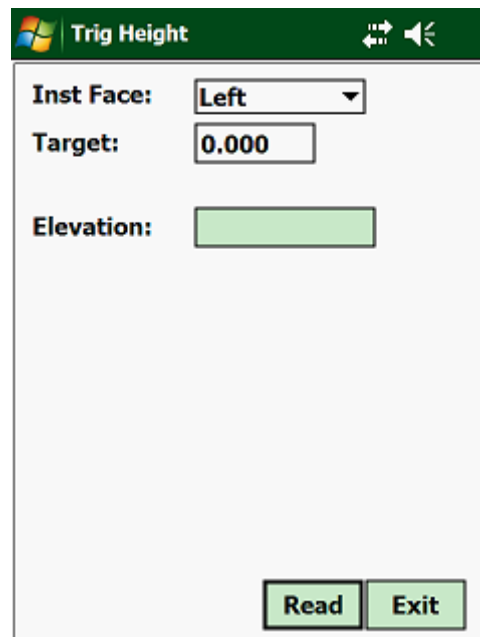 Trig Height
Inst Face: Left
Target: 0.000
Elevation:
Read Exit